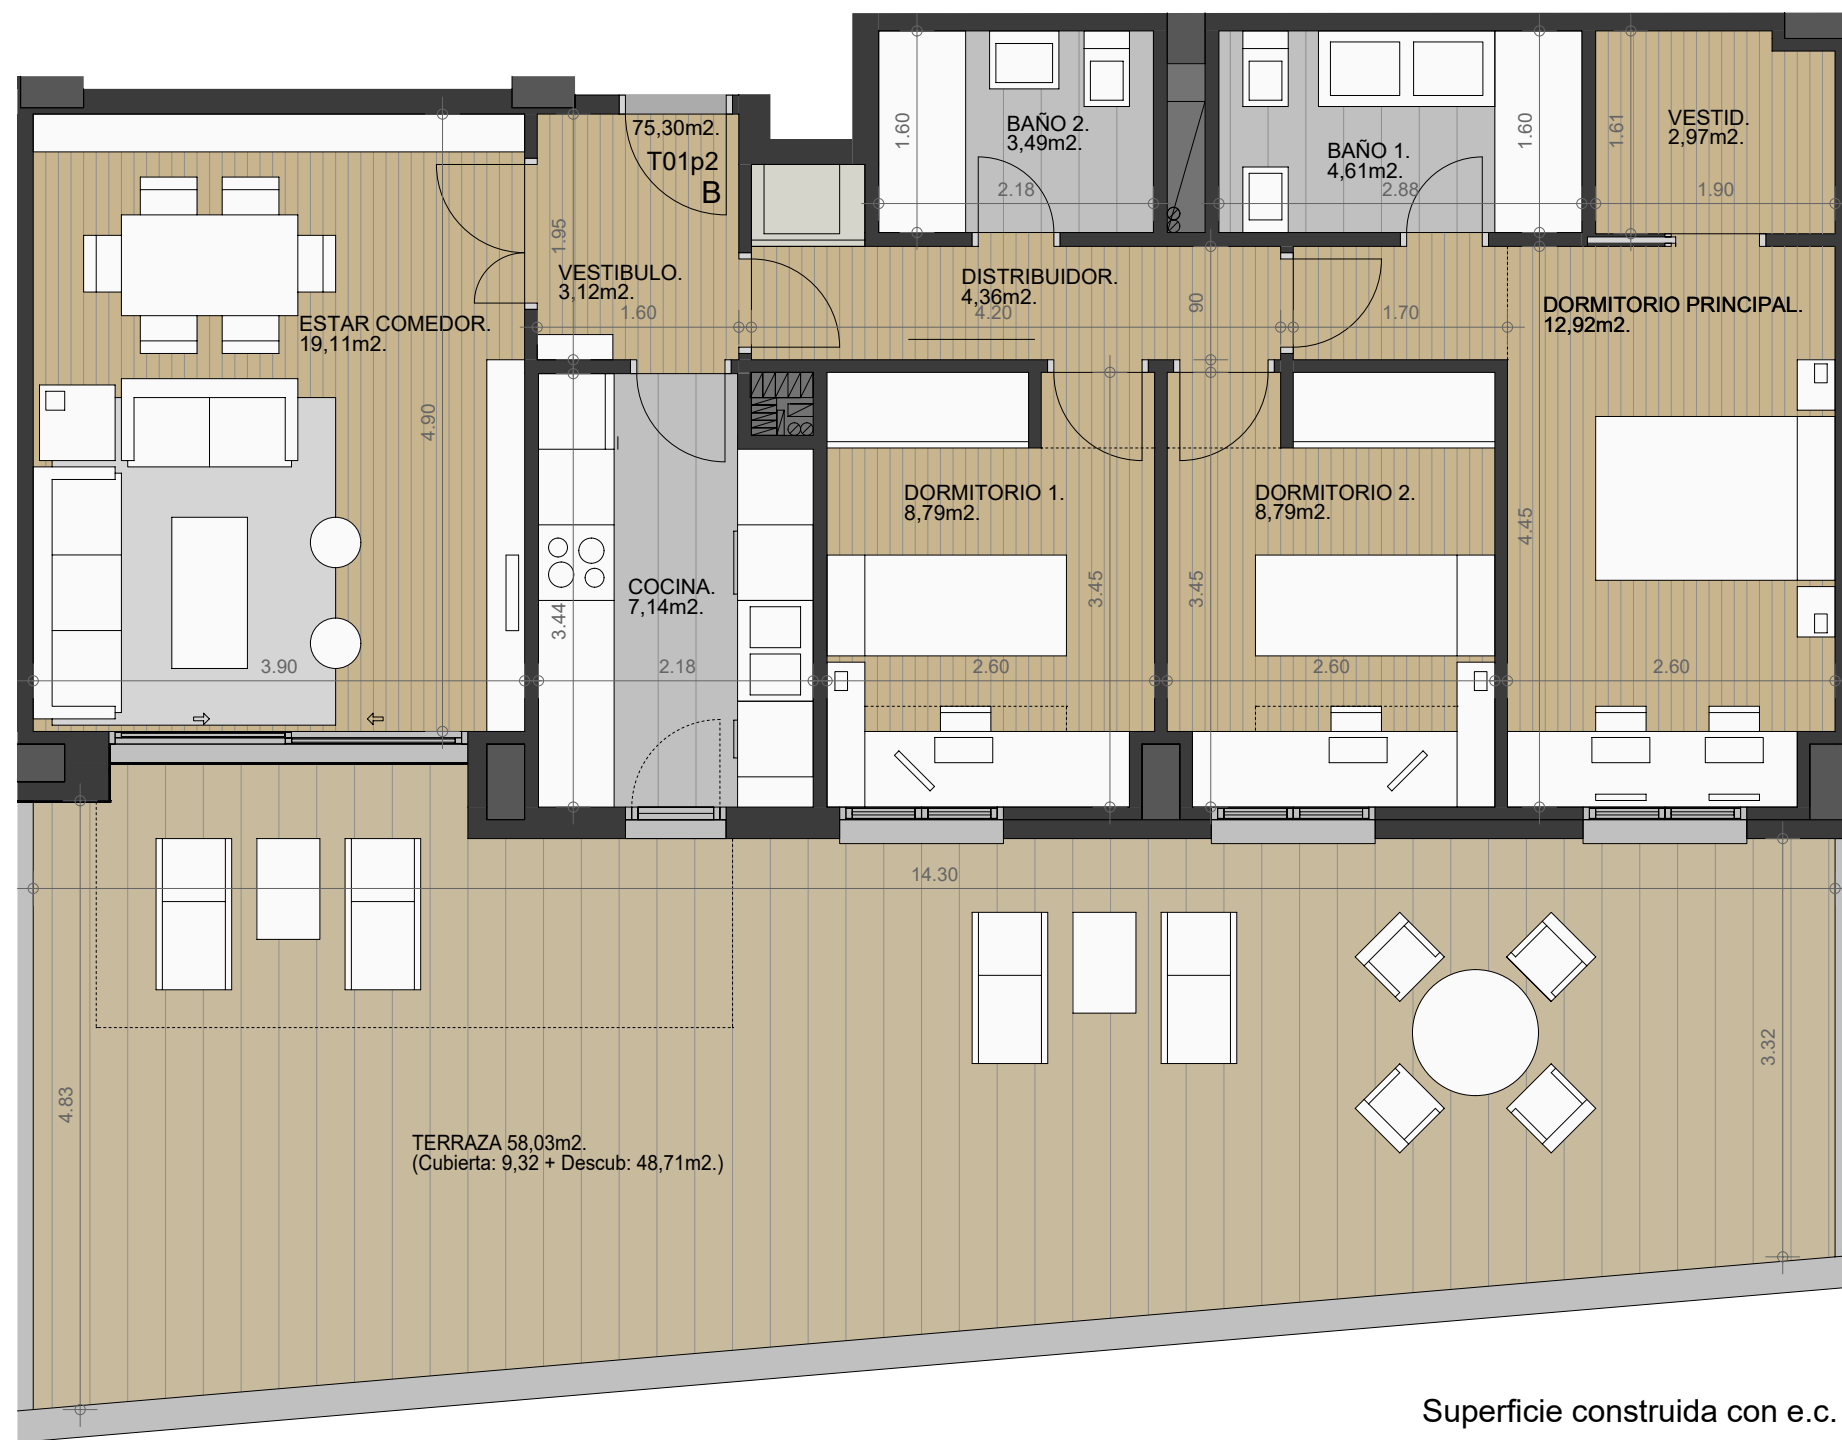 75,30m2.
T01p2
B
BAÑO 2.
3,49m2.
1.60
2.18
BAÑO 1.
4,61m2.
2.88
1.60
1.61
VESTID.
2,97m2.
1.90
1.95
VESTIBULO.
3,12m2.
1.60
DISTRIBUIDOR.
4,36m2.
4.20
90
1.70
DORMITORIO PRINCIPAL.
12,92m2.
ESTAR COMEDOR.
19,11m2.
4.90
3.90
COCINA.
7,14m2.
3.44
2.18
DORMITORIO 1.
8,79m2.
3.45
2.60
DORMITORIO 2.
8,79m2.
3.45
2.60
4.45
2.60
14.30
4.83
3.32
TERRAZA 58,03m2.
(Cubierta: 9,32 + Descub: 48,71m2.)
Superficie construida con e.c.